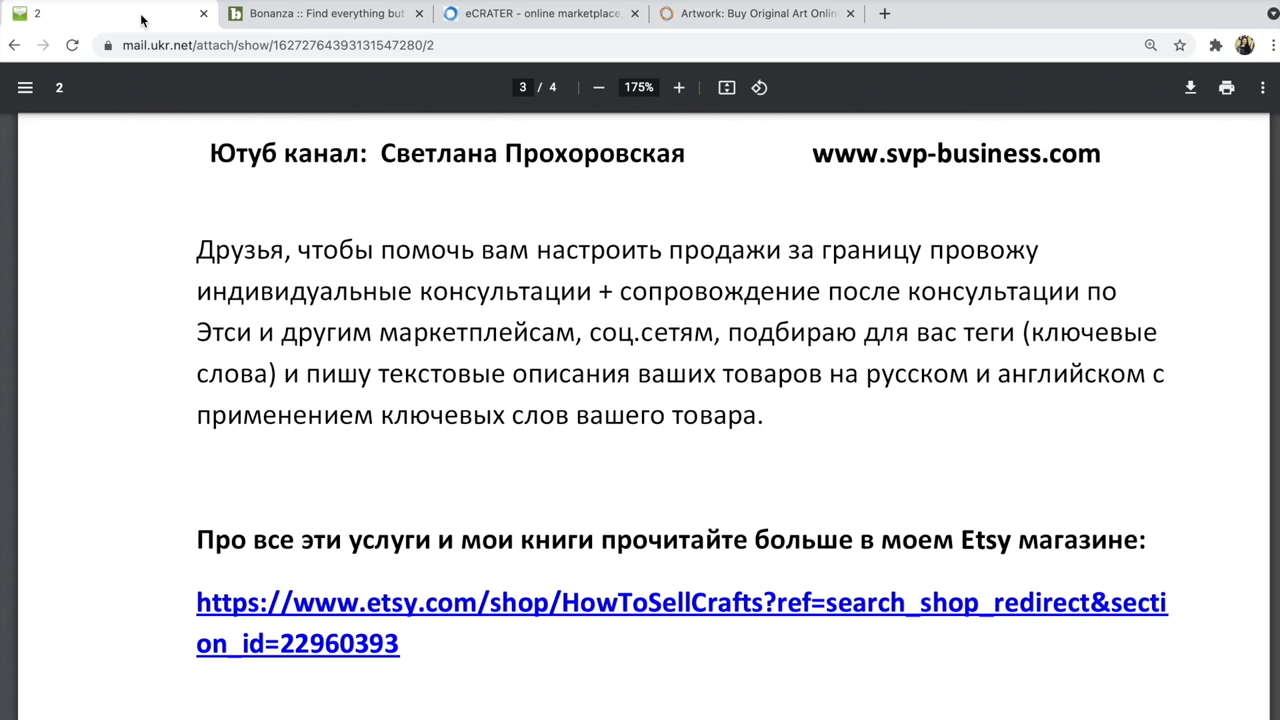 2
Bonanza :: Find everything but
eCRATER - online marketplace,
Artwork: Buy Original Art Onlin
mail.ukr.net/attach/show/16272764393131547280/2
2
3 / 4
175%
Ютуб канал: Светлана Прохоровская www.svp-business.com
Друзья, чтобы помочь вам настроить продажи за границу провожу
индивидуальные консультации + сопровождение после консультации по
Этси и другим маркетплейсам, соц.сетям, подбираю для вас теги (ключевые
слова) и пишу текстовые описания ваших товаров на русском и английском с
применением ключевых слов вашего товара.
Про все эти услуги и мои книги прочитайте больше в моем Etsy магазине:
https://www.etsy.com/shop/HowToSellCrafts?ref=search_shop_redirect&secti
on_id=22960393